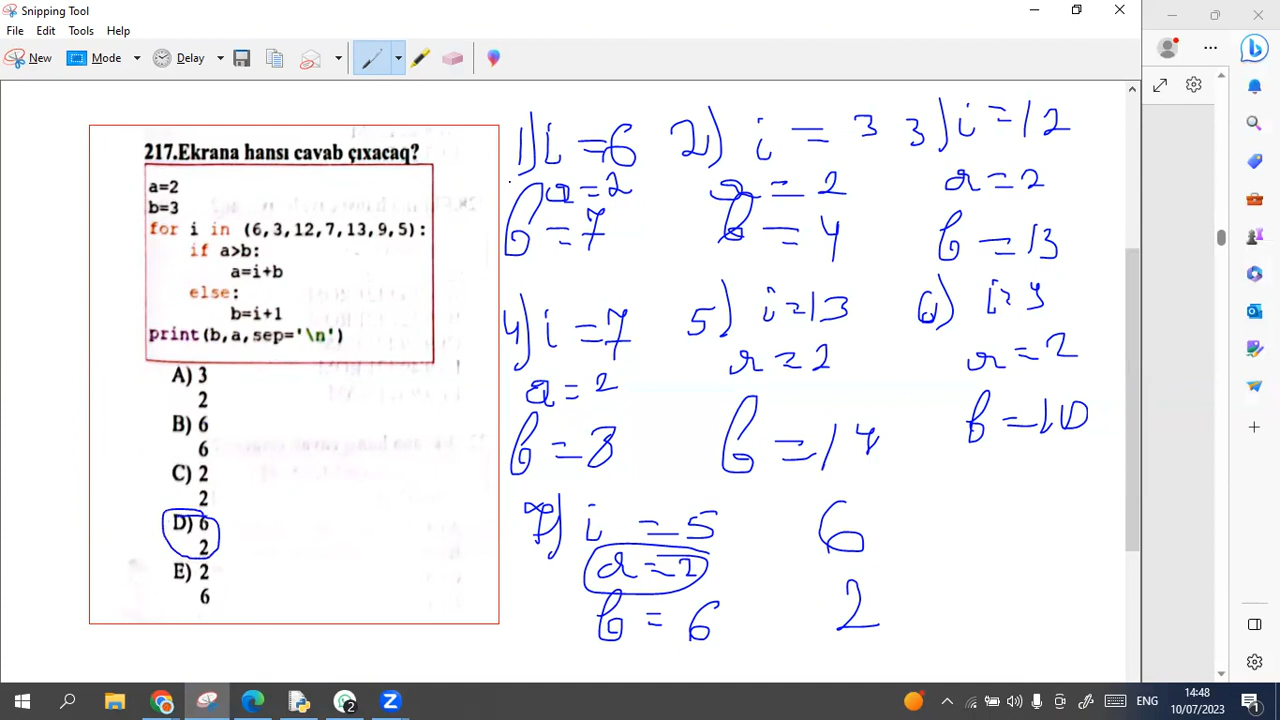 Snipping Tool
File Edit Tools Help
New Mode Delay
217.Ekrana hansı cavab çıxacaq?
a=2
b=3
for i in (6,3,12,7,13,9,5):
if a>b:
a=i+b
else:
b=i+1
print(b,a,sep='\n')
A) 3
2
B) 6
6
C) 2
2
D) 6
2
E) 2
6
1) i=6
a=2
b=7
2) i=3
a=2
b=4
3) i=12
a=2
b=13
4) i=7
a=2
b=8
5) i=13
a=2
b=14
6) i=9
a=2
b=10
7) i=5
a=2
b=6
6
2
ENG
14:48
10/07/2023